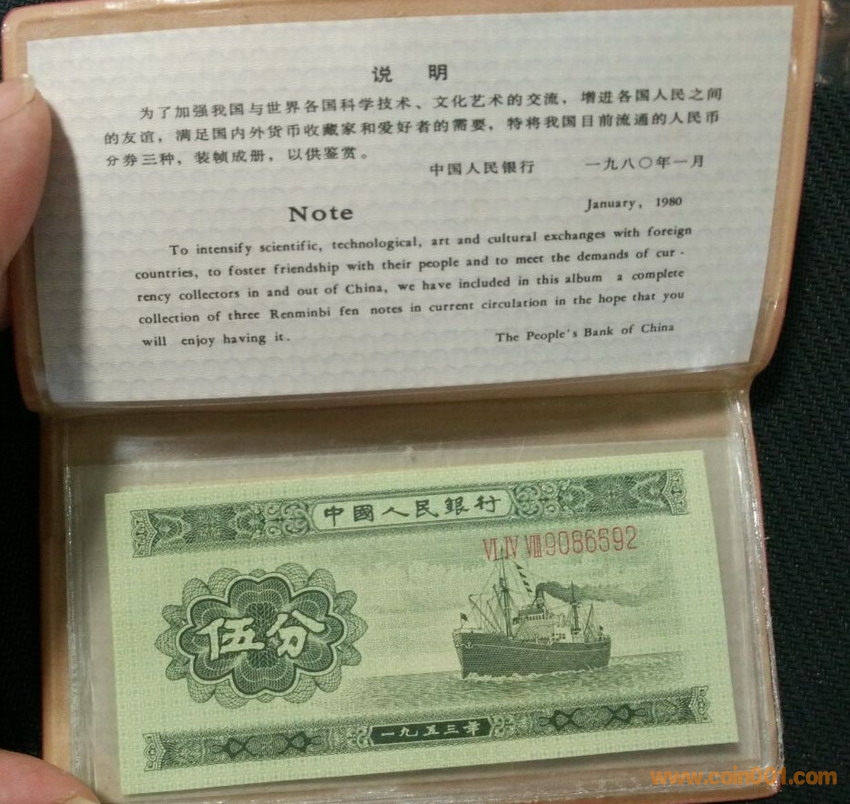 说 明
为了加强我国与世界各国科学技术、文化艺术的交流，增进各国人民之间
的友谊，满足国内外货币收藏家和爱好者的需要，特将我国目前流通的人民币
分券三种，装帧成册，以供鉴赏。
中国人民银行 一九八〇年一月
Note
January, 1980
To intensify scientific, technological, art and cultural exchanges with foreign
countries, to foster friendship with their people and to meet the demands of cur-
rency collectors in and out of China, we have included in this album a complete
collection of three Renminbi fen notes in current circulation in the hope that you
will enjoy having it.
The People's Bank of China
中國人民銀行
VI IV VIII 9086592
伍分
一九五三年
www.coin001.com